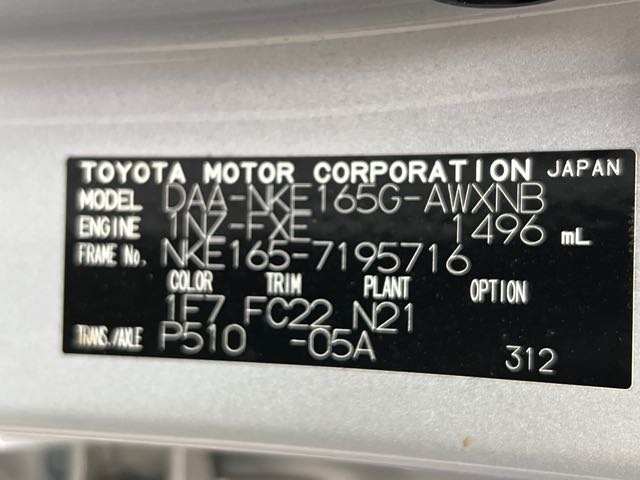 TOYOTA MOTOR CORPORATION JAPAN
MODEL DAA-NKE165G-AWXNB
ENGINE 1NZ-FXE 1496 mL
FRAME No. NKE165-7195716
COLOR TRIM PLANT OPTION
1F7 FC22 N21
TRANS./AXLE P510 -05A
312